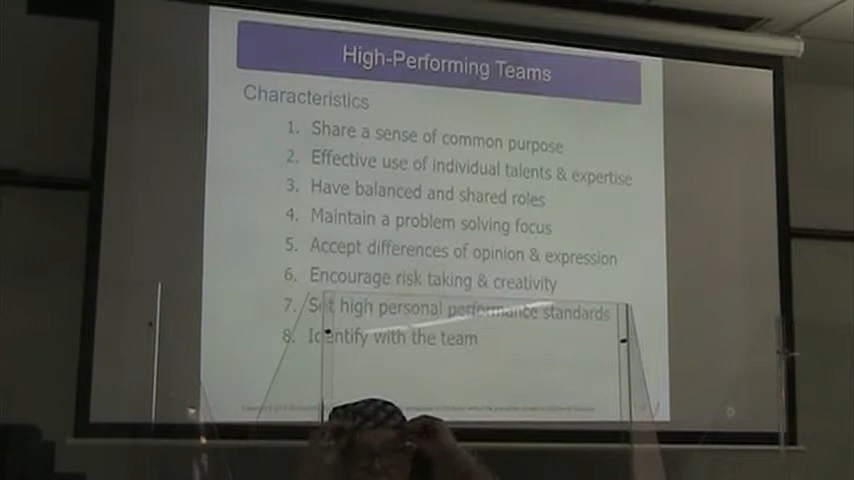 High-Performing Teams
Characteristics
1. Share a sense of common purpose
2. Effective use of individual talents & expertise
3. Have balanced and shared roles
4. Maintain a problem solving focus
5. Accept differences of opinion & expression
6. Encourage risk taking & creativity
7. Set high personal performance standards
8. Identify with the team